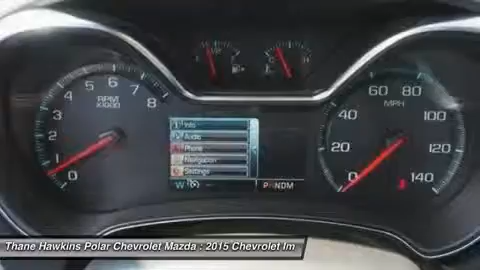 RPM
X1000
0
1
2
3
4
5
6
7
8
MPH
0
20
40
60
80
100
120
140
Info
Audio
Phone
Navigation
Settings
W
PRNDM
Thane Hawkins Polar Chevrolet Mazda : 2015 Chevrolet Im